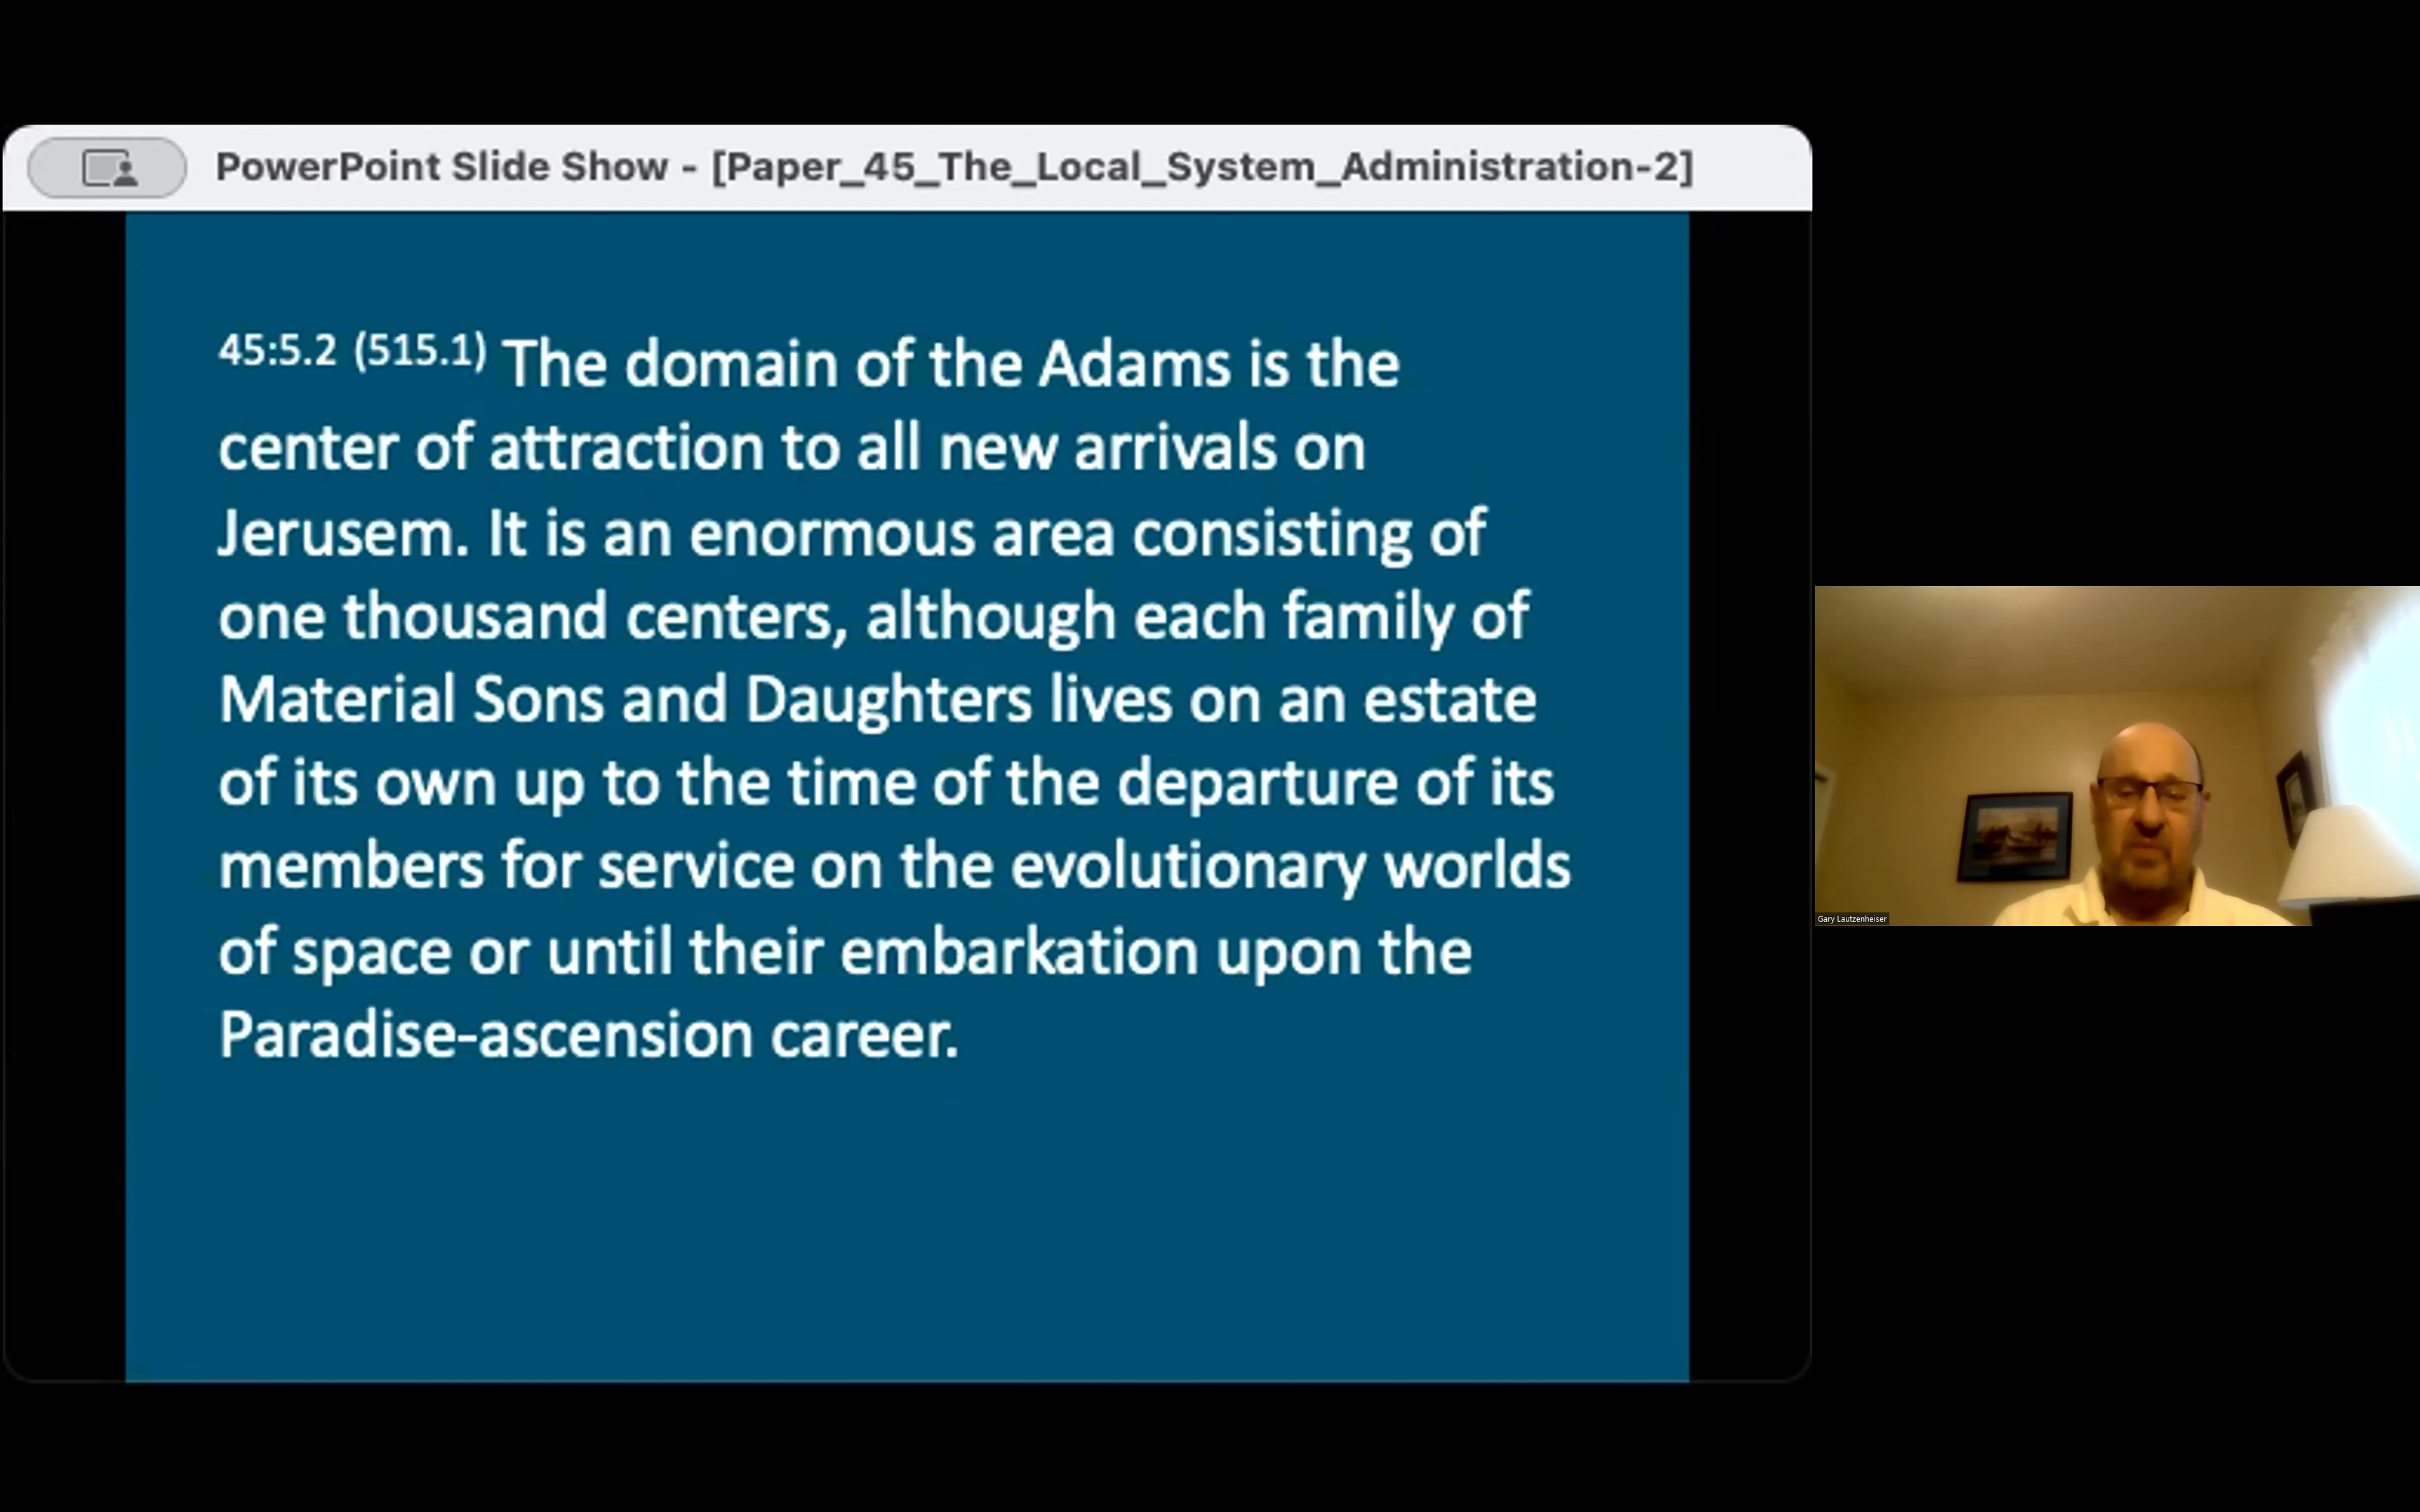 PowerPoint Slide Show - [Paper_45_The_Local_System_Administration-2]
45:5.2 (515.1) The domain of the Adams is the
center of attraction to all new arrivals on
Jerusem. It is an enormous area consisting of
one thousand centers, although each family of
Material Sons and Daughters lives on an estate
of its own up to the time of the departure of its
members for service on the evolutionary worlds
of space or until their embarkation upon the
Paradise-ascension career.
Gary Lautzenheiser